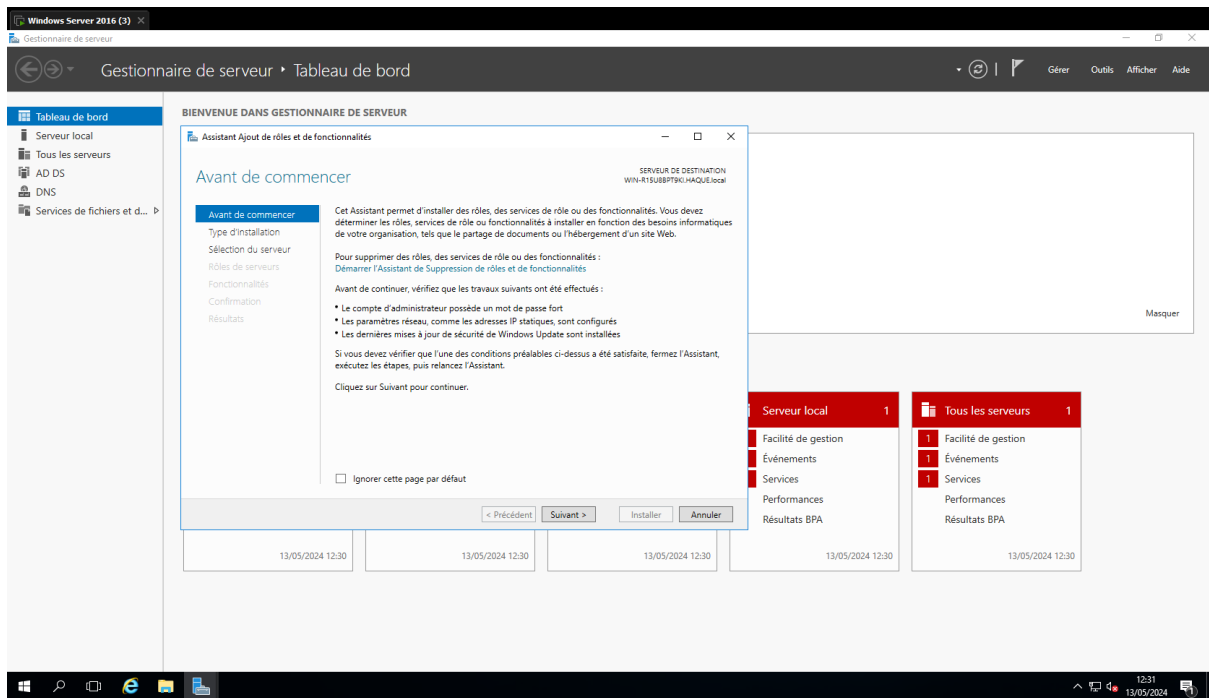 Windows Server 2016 (3)
Gestionnaire de serveur
Gestionnaire de serveur • Tableau de bord
Gérer Outils Afficher Aide
Tableau de bord
Serveur local
Tous les serveurs
AD DS
DNS
Services de fichiers et d...
BIENVENUE DANS GESTIONNAIRE DE SERVEUR
Assistant Ajout de rôles et de fonctionnalités
Avant de commencer
SERVEUR DE DESTINATION
WIN-R15U8BPT9KI.HAQUE.local
Avant de commencer
Type d'installation
Sélection du serveur
Rôles de serveurs
Fonctionnalités
Confirmation
Résultats
Cet Assistant permet d'installer des rôles, des services de rôle ou des fonctionnalités. Vous devez
déterminer les rôles, services de rôle ou fonctionnalités à installer en fonction des besoins informatiques
de votre organisation, tels que le partage de documents ou l'hébergement d'un site Web.
Pour supprimer des rôles, des services de rôle ou des fonctionnalités :
Démarrer l'Assistant de Suppression de rôles et de fonctionnalités
Avant de continuer, vérifiez que les travaux suivants ont été effectués :
• Le compte d'administrateur possède un mot de passe fort
• Les paramètres réseau, comme les adresses IP statiques, sont configurés
• Les dernières mises à jour de sécurité de Windows Update sont installées
Si vous devez vérifier que l'une des conditions préalables ci-dessus a été satisfaite, fermez l'Assistant,
exécutez les étapes, puis relancez l'Assistant.
Cliquez sur Suivant pour continuer.
Ignorer cette page par défaut
< Précédent Suivant > Installer Annuler
Masquer
Serveur local 1
Facilité de gestion
Événements
Services
Performances
Résultats BPA
13/05/2024 12:30
Tous les serveurs 1
1 Facilité de gestion
1 Événements
1 Services
Performances
Résultats BPA
13/05/2024 12:30
13/05/2024 12:30
13/05/2024 12:30
13/05/2024 12:30
12:31
13/05/2024